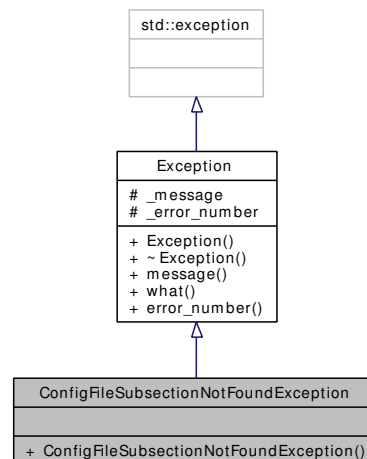 std::exception
Exception
# _message
# _error_number
+ Exception()
+ ~Exception()
+ message()
+ what()
+ error_number()
ConfigFileSubsectionNotFoundException
+ ConfigFileSubsectionNotFoundException()